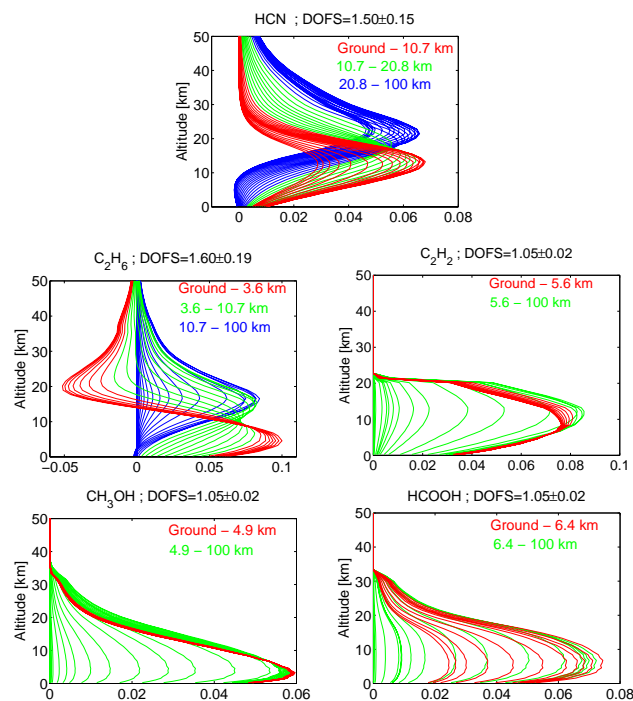 HCN ; DOFS=1.50±0.15
Ground − 10.7 km
10.7 − 20.8 km
20.8 − 100 km
Altitude [km]
50
40
30
20
10
0
0 0.02 0.04 0.06 0.08
C2H6 ; DOFS=1.60±0.19
Ground − 3.6 km
3.6 − 10.7 km
10.7 − 100 km
Altitude [km]
50
40
30
20
10
0
−0.05 0 0.05 0.1
C2H2 ; DOFS=1.05±0.02
Ground − 5.6 km
5.6 − 100 km
Altitude [km]
50
40
30
20
10
0
0 0.02 0.04 0.06 0.08 0.1
CH3OH ; DOFS=1.05±0.02
Ground − 4.9 km
4.9 − 100 km
Altitude [km]
50
40
30
20
10
0
0 0.02 0.04 0.06
HCOOH ; DOFS=1.05±0.02
Ground − 6.4 km
6.4 − 100 km
Altitude [km]
50
40
30
20
10
0
0 0.02 0.04 0.06 0.08